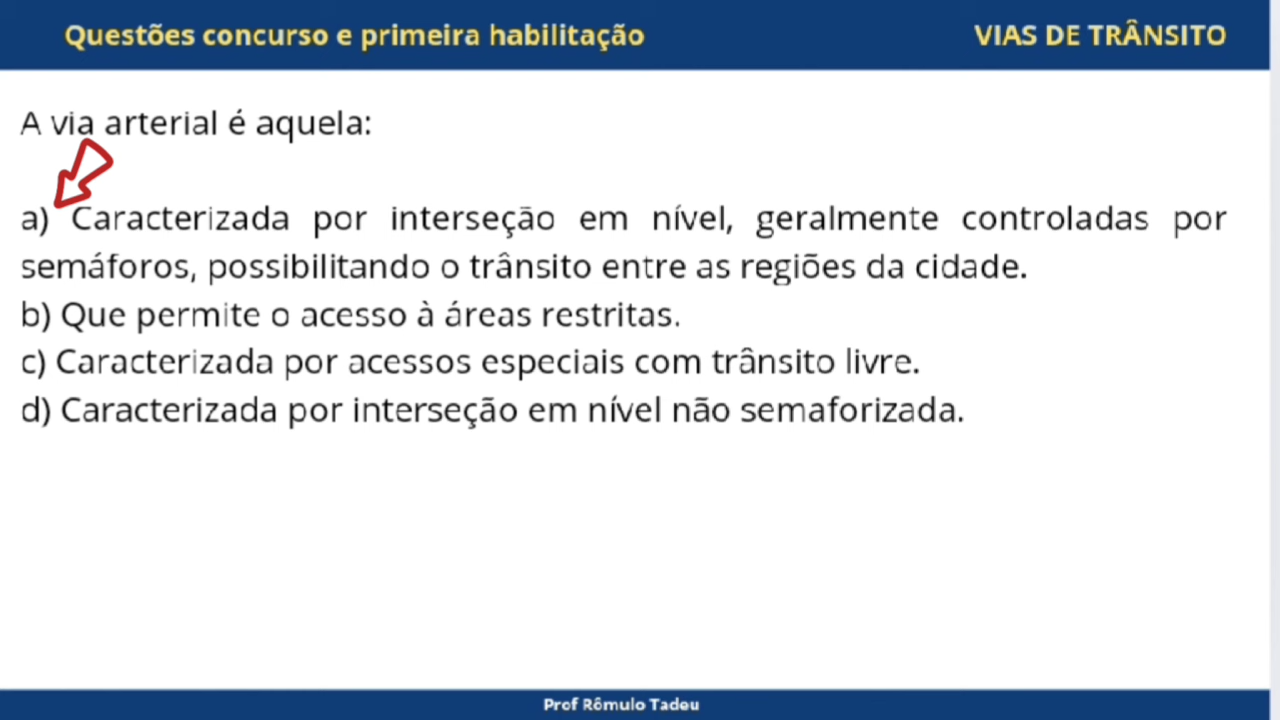 Questões concurso e primeira habilitação
VIAS DE TRÂNSITO
A via arterial é aquela:
a) Caracterizada por interseção em nível, geralmente controladas por
semáforos, possibilitando o trânsito entre as regiões da cidade.
b) Que permite o acesso à áreas restritas.
c) Caracterizada por acessos especiais com trânsito livre.
d) Caracterizada por interseção em nível não semaforizada.
Prof Rômulo Tadeu